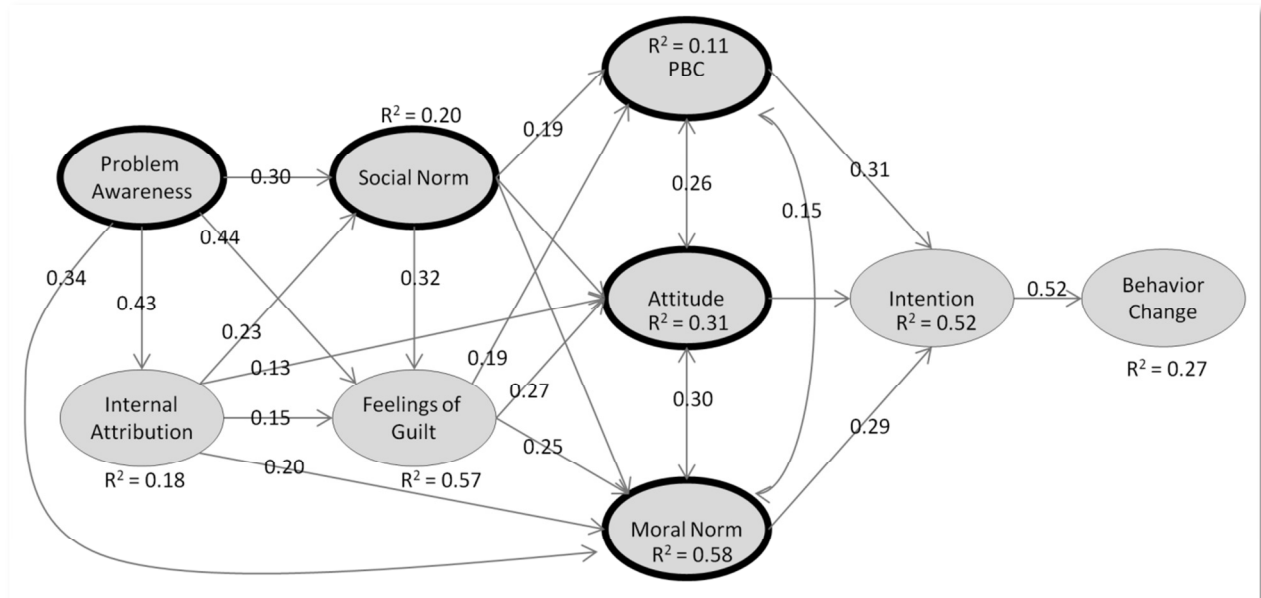 R² = 0.11
PBC
R² = 0.20
Problem
Awareness
Social Norm
0.30
0.19
0.31
0.26
0.15
0.44
0.34
0.43
0.32
0.23
0.13
0.19
0.27
Attitude
R² = 0.31
Intention
R² = 0.52
0.52
Behavior
Change
R² = 0.27
Internal
Attribution
R² = 0.18
0.15
Feelings of
Guilt
R² = 0.57
0.20
0.25
0.30
0.29
Moral Norm
R² = 0.58